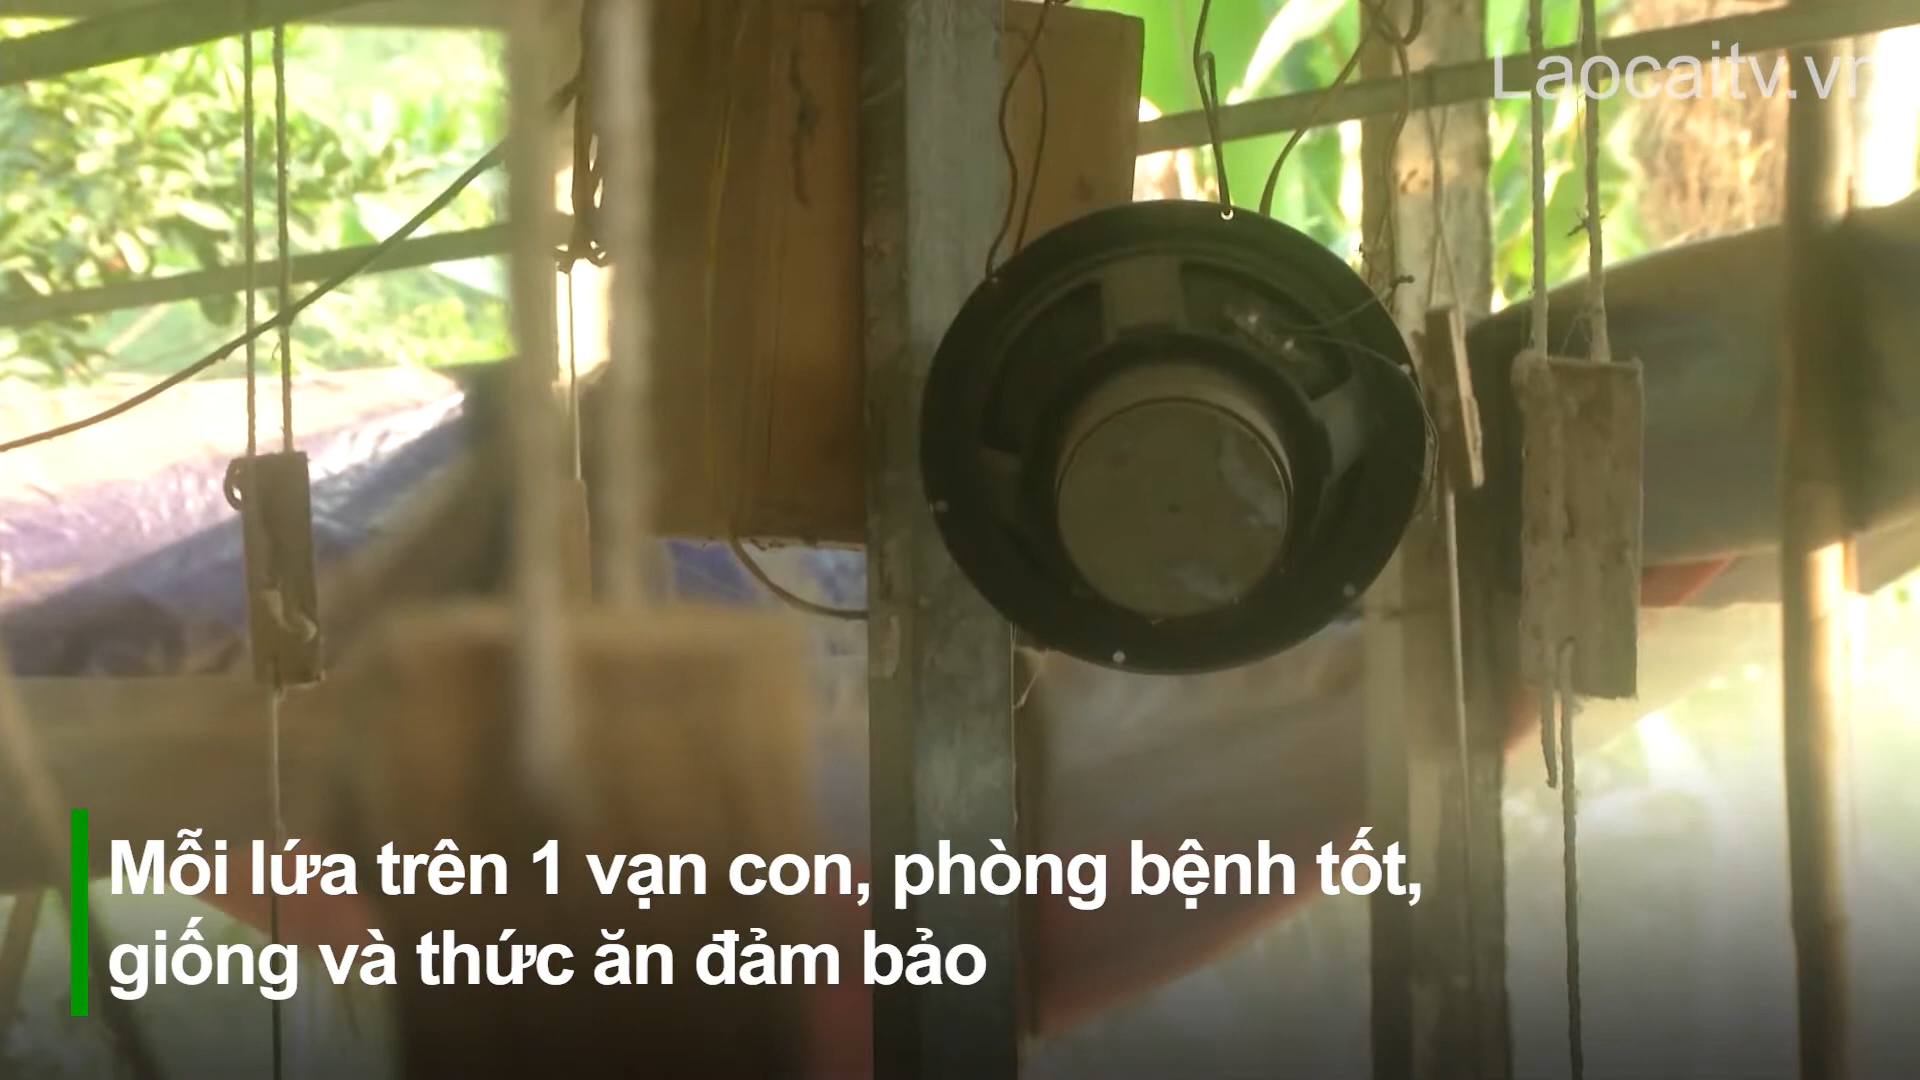 Laocaitv.vn
Mỗi lứa trên 1 vạn con, phòng bệnh tốt,
giống và thức ăn đảm bảo